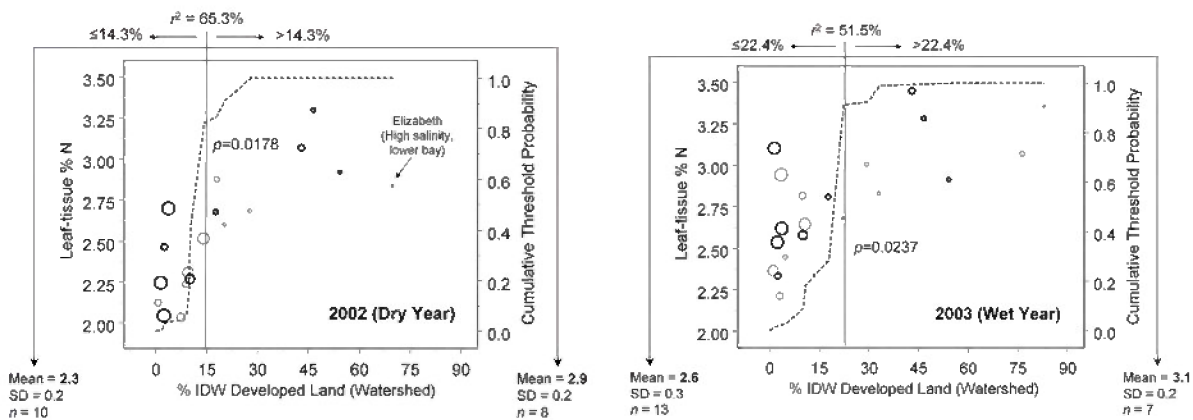 r² = 65.3%
≤14.3% >14.3%
3.50
3.25
3.00
2.75
2.50
2.25
2.00
Leaf-tissue % N
p=0.0178
Elizabeth
(High salinity,
lower bay)
2002 (Dry Year)
1.0
0.8
0.6
0.4
0.2
0.0
Cumulative Threshold Probability
0 15 30 45 60 75 90
% IDW Developed Land (Watershed)
Mean = 2.3
SD = 0.2
n = 10
Mean = 2.9
SD = 0.2
n = 8
r² = 51.5%
≤22.4% >22.4%
3.50
3.25
3.00
2.75
2.50
2.25
2.00
Leaf-tissue % N
p=0.0237
2003 (Wet Year)
1.0
0.8
0.6
0.4
0.2
0.0
Cumulative Threshold Probability
0 15 30 45 60 75 90
% IDW Developed Land (Watershed)
Mean = 2.6
SD = 0.3
n = 13
Mean = 3.1
SD = 0.2
n = 7